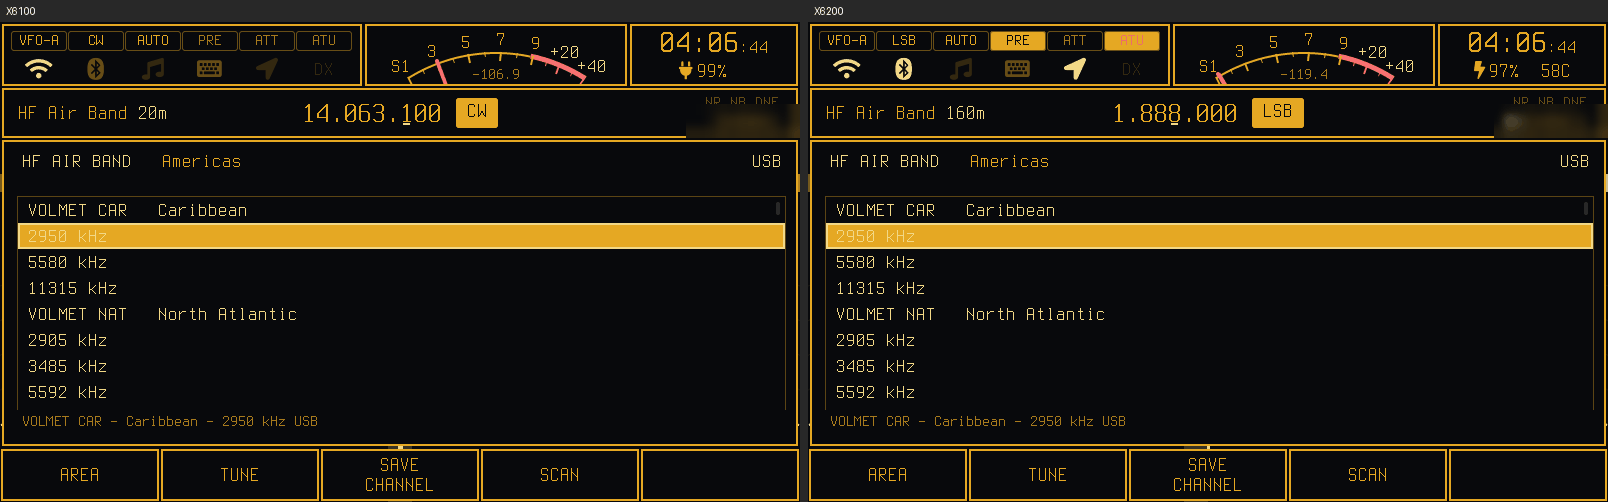 X6100
VFO-A CW AUTO PRE ATT ATU
DX
S1 3 5 7 9 +20 +40
-106.9
04:06:44
99%
HF Air Band 20m 14.063.100 CW
NR NB DNF
HF AIR BAND Americas USB
VOLMET CAR Caribbean
2950 kHz
5580 kHz
11315 kHz
VOLMET NAT North Atlantic
2905 kHz
3485 kHz
5592 kHz
VOLMET CAR - Caribbean - 2950 kHz USB
AREA TUNE SAVE CHANNEL SCAN
X6200
VFO-A LSB AUTO PRE ATT ATU
DX
S1 3 5 7 9 +20 +40
-119.4
04:06:44
97% 58C
HF Air Band 160m 1.888.000 LSB
NR NB DNF
HF AIR BAND Americas USB
VOLMET CAR Caribbean
2950 kHz
5580 kHz
11315 kHz
VOLMET NAT North Atlantic
2905 kHz
3485 kHz
5592 kHz
VOLMET CAR - Caribbean - 2950 kHz USB
AREA TUNE SAVE CHANNEL SCAN